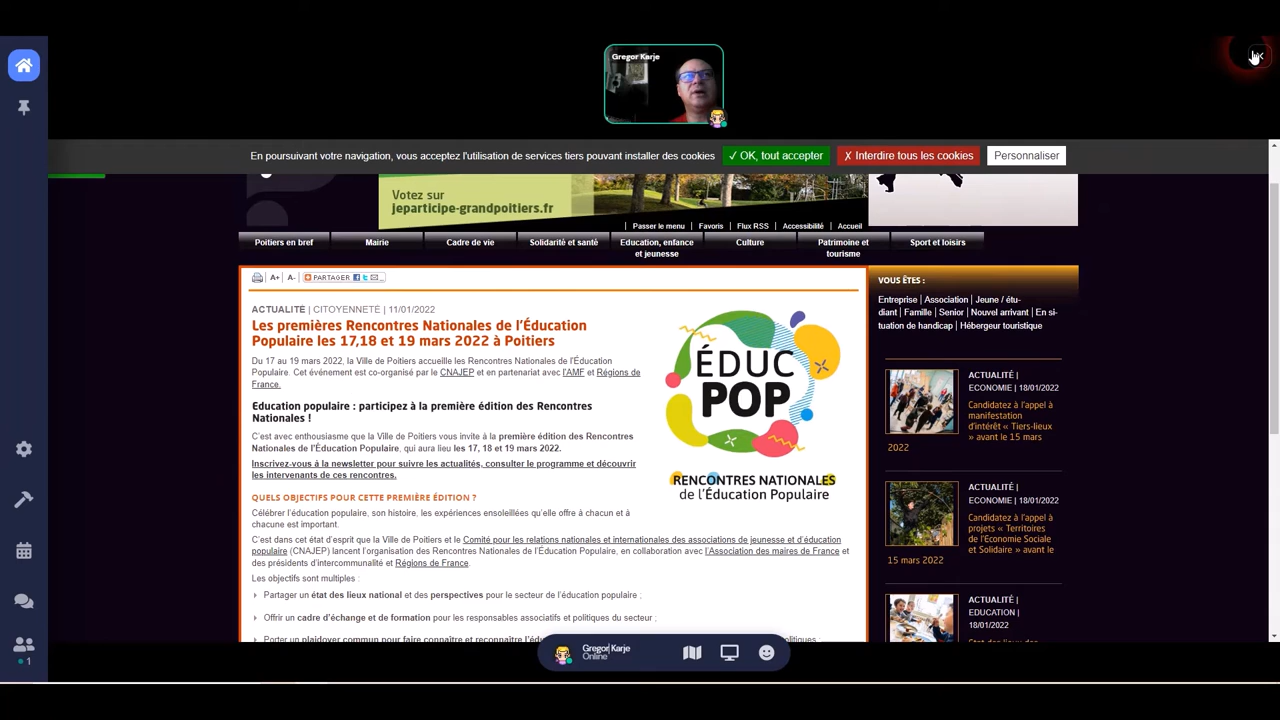 Gregor Karje
En poursuivant votre navigation, vous acceptez l'utilisation de services tiers pouvant installer des cookies
✓ OK, tout accepter
✗ Interdire tous les cookies
Personnaliser
Votez sur
jeparticipe-grandpoitiers.fr
| Passer le menu | Favoris | Flux RSS | Accessibilité | Accueil
Poitiers en bref
Mairie
Cadre de vie
Solidarité et santé
Education, enfance
et jeunesse
Culture
Patrimoine et
tourisme
Sport et loisirs
A+ | A- | PARTAGER
ACTUALITÉ | CITOYENNETÉ | 11/01/2022
Les premières Rencontres Nationales de l'Éducation
Populaire les 17,18 et 19 mars 2022 à Poitiers
Du 17 au 19 mars 2022, la Ville de Poitiers accueille les Rencontres Nationales de l'Éducation
Populaire. Cet événement est co-organisé par le CNAJEP et en partenariat avec l'AMF et Régions de
France.
Education populaire : participez à la première édition des Rencontres
Nationales !
C'est avec enthousiasme que la Ville de Poitiers vous invite à la première édition des Rencontres
Nationales de l'Éducation Populaire, qui aura lieu les 17, 18 et 19 mars 2022.
Inscrivez-vous à la newsletter pour suivre les actualités, consulter le programme et découvrir
les intervenants de ces rencontres.
QUELS OBJECTIFS POUR CETTE PREMIÈRE ÉDITION ?
Célébrer l'éducation populaire, son histoire, les expériences ensoleillées qu'elle offre à chacun et à
chacune est important.
C'est dans cet état d'esprit que la Ville de Poitiers et le Comité pour les relations nationales et internationales des associations de jeunesse et d'éducation
populaire (CNAJEP) lancent l'organisation des Rencontres Nationales de l'Éducation Populaire, en collaboration avec l'Association des maires de France et
des présidents d'intercommunalité et Régions de France.
Les objectifs sont multiples :
Partager un état des lieux national et des perspectives pour le secteur de l'éducation populaire ;
Offrir un cadre d'échange et de formation pour les responsables associatifs et politiques du secteur ;
Porter un plaidoyer commun pour faire connaître et reconnaître l'édu
litiques ;
ÉDUC
POP
RENCONTRES NATIONALES
de l'Éducation Populaire
VOUS ÊTES :
Entreprise | Association | Jeune / étu-
diant | Famille | Senior | Nouvel arrivant | En si-
tuation de handicap | Hébergeur touristique
ACTUALITÉ |
ECONOMIE | 18/01/2022
Candidatez à l'appel à
manifestation
d'intérêt « Tiers-lieux
» avant le 15 mars
2022
ACTUALITÉ |
ECONOMIE | 18/01/2022
Candidatez à l'appel à
projets « Territoires
de l'Économie Sociale
et Solidaire » avant le
15 mars 2022
ACTUALITÉ |
EDUCATION |
18/01/2022
Etat des lieux des
Gregor Karje
Online
1